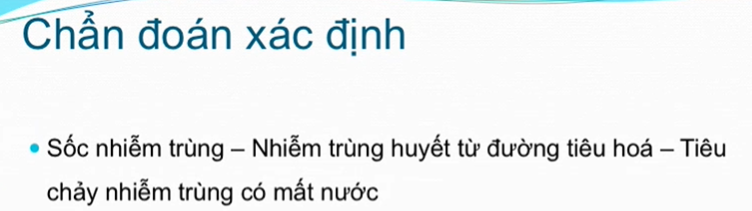 Chẩn đoán xác định
• Sốc nhiễm trùng – Nhiễm trùng huyết từ đường tiêu hoá – Tiêu
chảy nhiễm trùng có mất nước